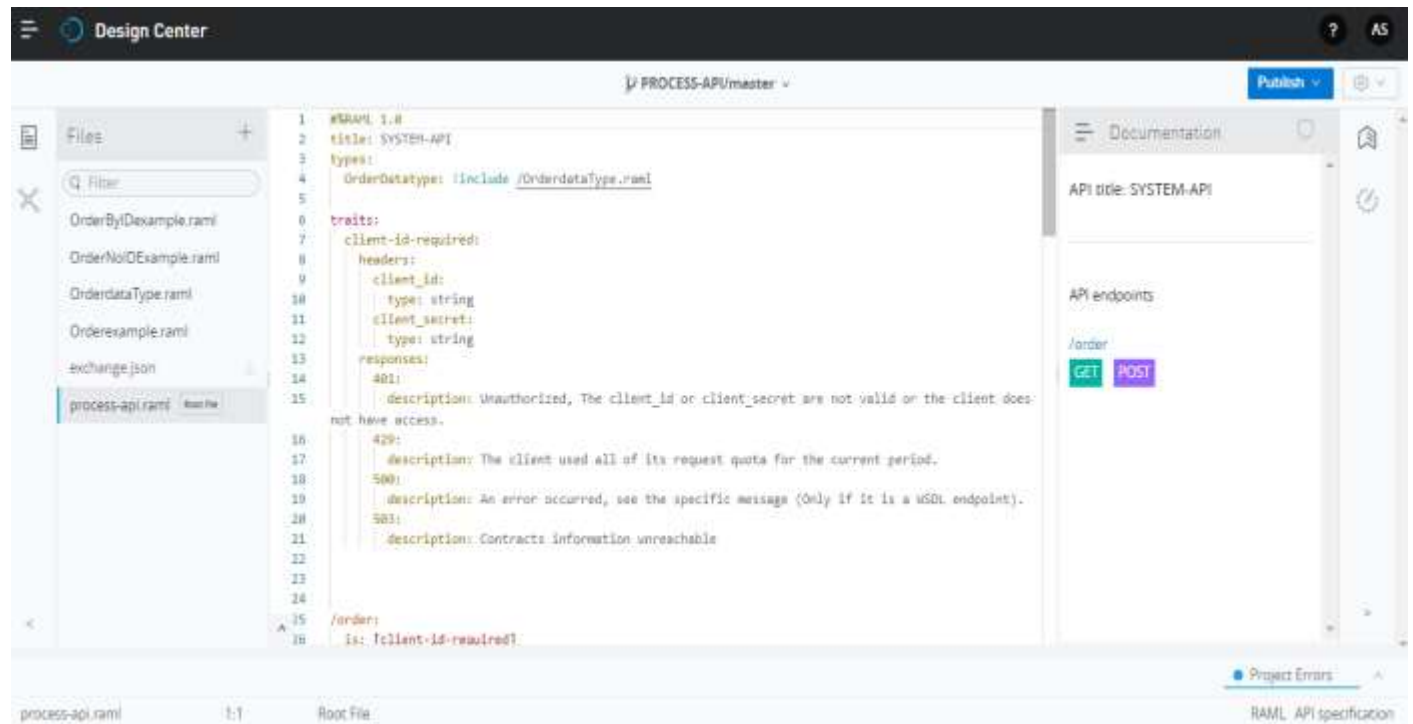 Design Center
?
AS
PROCESS-API/master
Publish
Files
+
Filter
OrderByIDexample.raml
OrderNoIDExample.raml
OrderdataType.raml
Orderexample.raml
exchange.json
process-api.raml Root File
1 #%RAML 1.0
2 title: SYSTEM-API
3 types:
4 OrderDatatype: !include /OrderdataType.raml
5
6 traits:
7 client-id-required:
8 headers:
9 client_id:
10 type: string
11 client_secret:
12 type: string
13 responses:
14 401:
15 description: Unauthorized, The client_id or client_secret are not valid or the client does
not have access.
16 429:
17 description: The client used all of its request quota for the current period.
18 500:
19 description: An error occurred, see the specific message (Only if it is a WSDL endpoint).
20 503:
21 description: Contracts information unreachable
22
23
24
25 /order:
26 is: [client-id-required]
Documentation
API title: SYSTEM-API
API endpoints
/order
GET POST
Project Errors
process-api.raml 1:1 Root File
RAML API specification